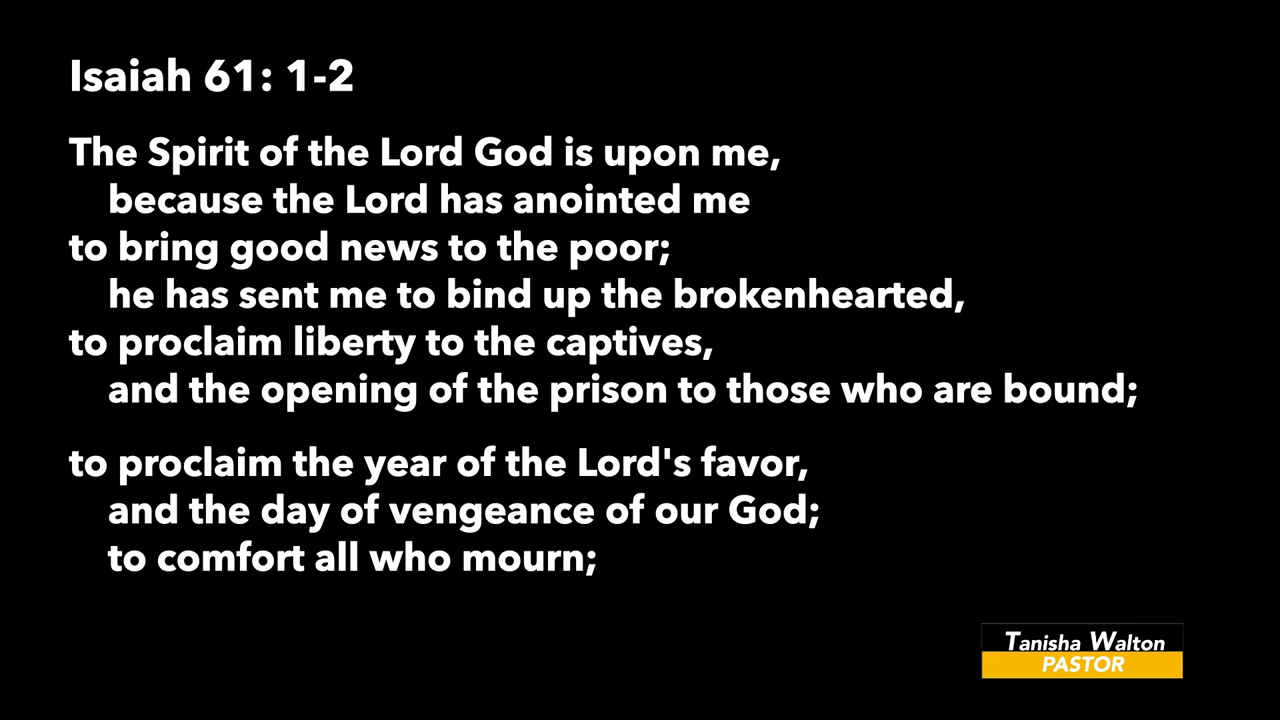 Isaiah 61: 1-2
The Spirit of the Lord God is upon me,
because the Lord has anointed me
to bring good news to the poor;
he has sent me to bind up the brokenhearted,
to proclaim liberty to the captives,
and the opening of the prison to those who are bound;
to proclaim the year of the Lord's favor,
and the day of vengeance of our God;
to comfort all who mourn;
Tanisha Walton
PASTOR